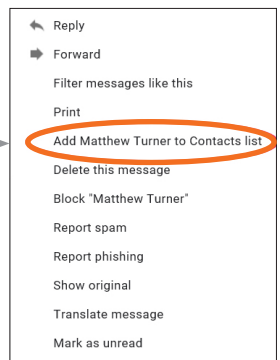 Reply
Forward
Filter messages like this
Print
Add Matthew Turner to Contacts list
Delete this message
Block "Matthew Turner"
Report spam
Report phishing
Show original
Translate message
Mark as unread